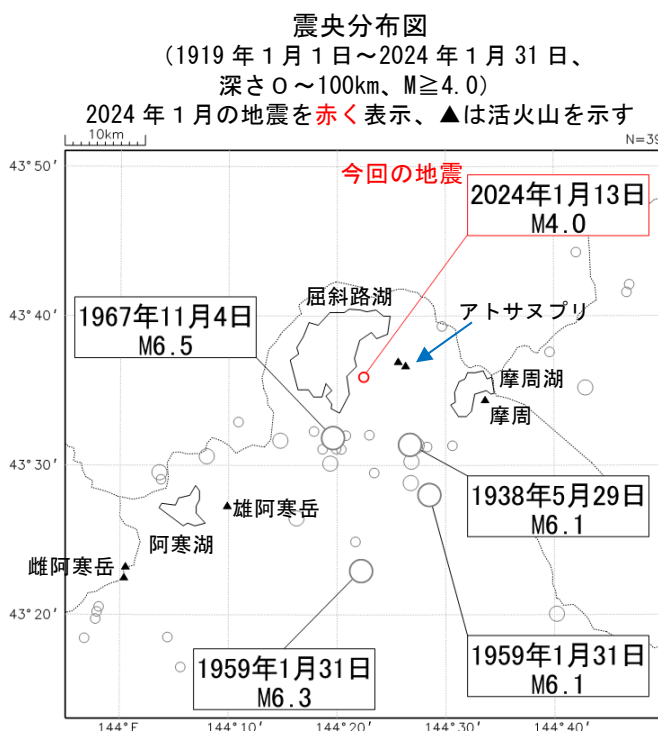 震央分布図
（1919年1月1日～2024年1月31日、
深さ0～100km、M≧4.0）
2024年1月の地震を赤く表示、▲は活火山を示す
10km
N=39
43°50′
今回の地震
2024年1月13日
M4.0
屈斜路湖
アトサヌプリ
43°40′
1967年11月4日
M6.5
摩周湖
摩周
43°30′
1938年5月29日
M6.1
雄阿寒岳
阿寒湖
雌阿寒岳
43°20′
1959年1月31日
M6.3
1959年1月31日
M6.1
144°E
144°10′
144°20′
144°30′
144°40′